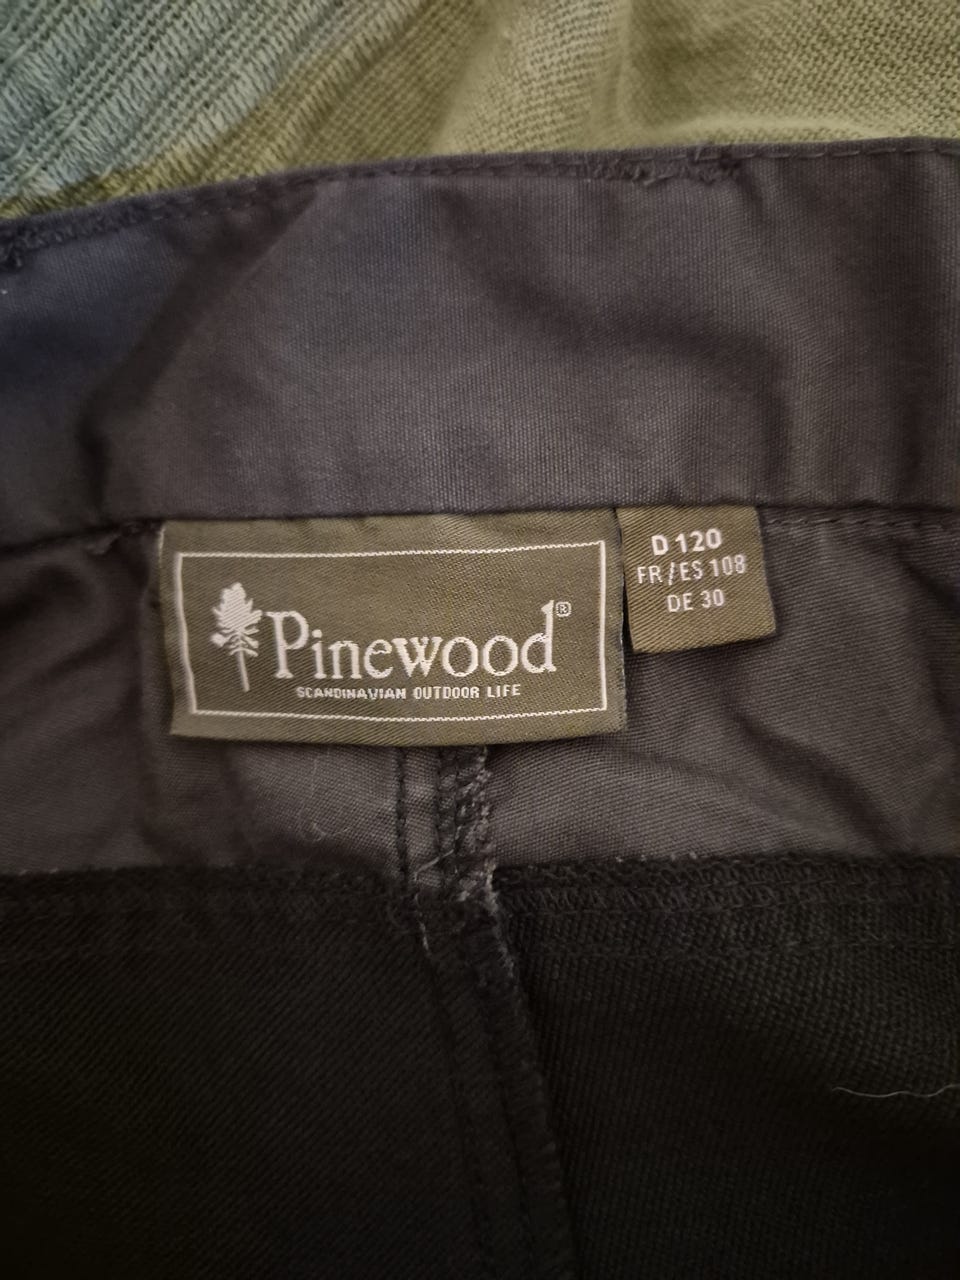 Pinewood®
SCANDINAVIAN OUTDOOR LIFE
D 120
FR/ES 108
DE 30